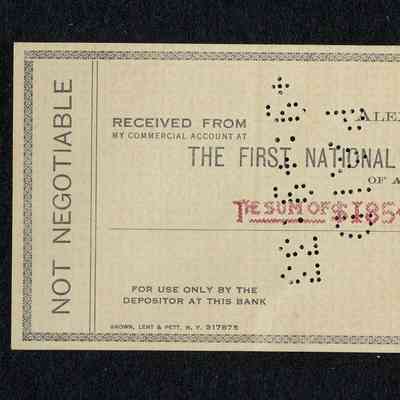 NOT NEGOTIABLE
RECEIVED FROM
MY COMMERCIAL ACCOUNT AT
ALE
THE FIRST NATIONAL
OF A
THE SUM OF $185
FOR USE ONLY BY THE
DEPOSITOR AT THIS BANK
BROWN, LENT & PETT, N. Y. 317875